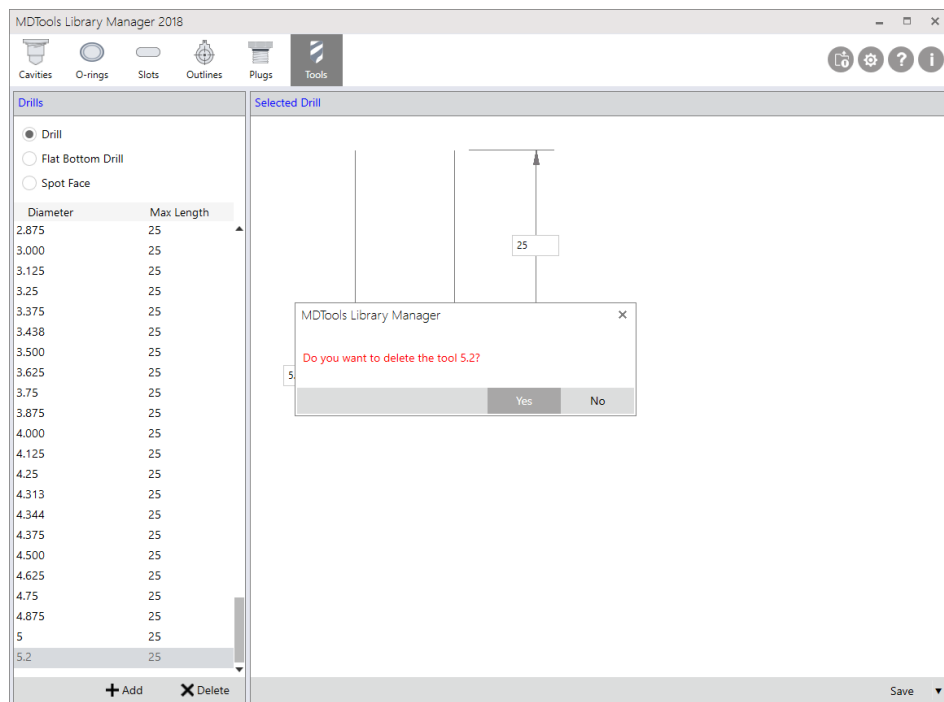 MDTools Library Manager 2018
Cavities O-rings Slots Outlines Plugs Tools
Drills
Selected Drill
Drill
Flat Bottom Drill
Spot Face
Diameter Max Length
2.875 25
3.000 25
3.125 25
3.25 25
3.375 25
3.438 25
3.500 25
3.625 25
3.75 25
3.875 25
4.000 25
4.125 25
4.25 25
4.313 25
4.344 25
4.375 25
4.500 25
4.625 25
4.75 25
4.875 25
5 25
5.2 25
Add Delete
25
5.
MDTools Library Manager
Do you want to delete the tool 5.2?
Yes No
Save